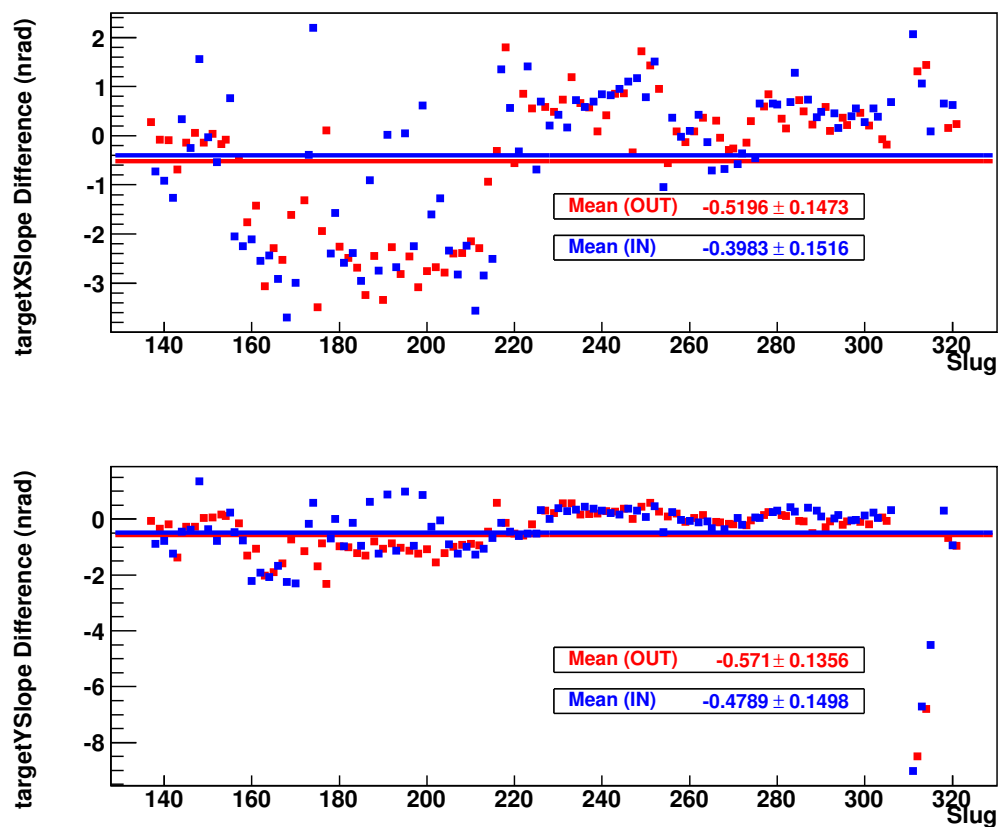 targetXSlope Difference (nrad)
2
1
0
-1
-2
-3
Mean (OUT) -0.5196 ± 0.1473
Mean (IN) -0.3983 ± 0.1516
140 160 180 200 220 240 260 280 300 320
Slug
targetYSlope Difference (nrad)
0
-2
-4
-6
-8
Mean (OUT) -0.571 ± 0.1356
Mean (IN) -0.4789 ± 0.1498
140 160 180 200 220 240 260 280 300 320
Slug